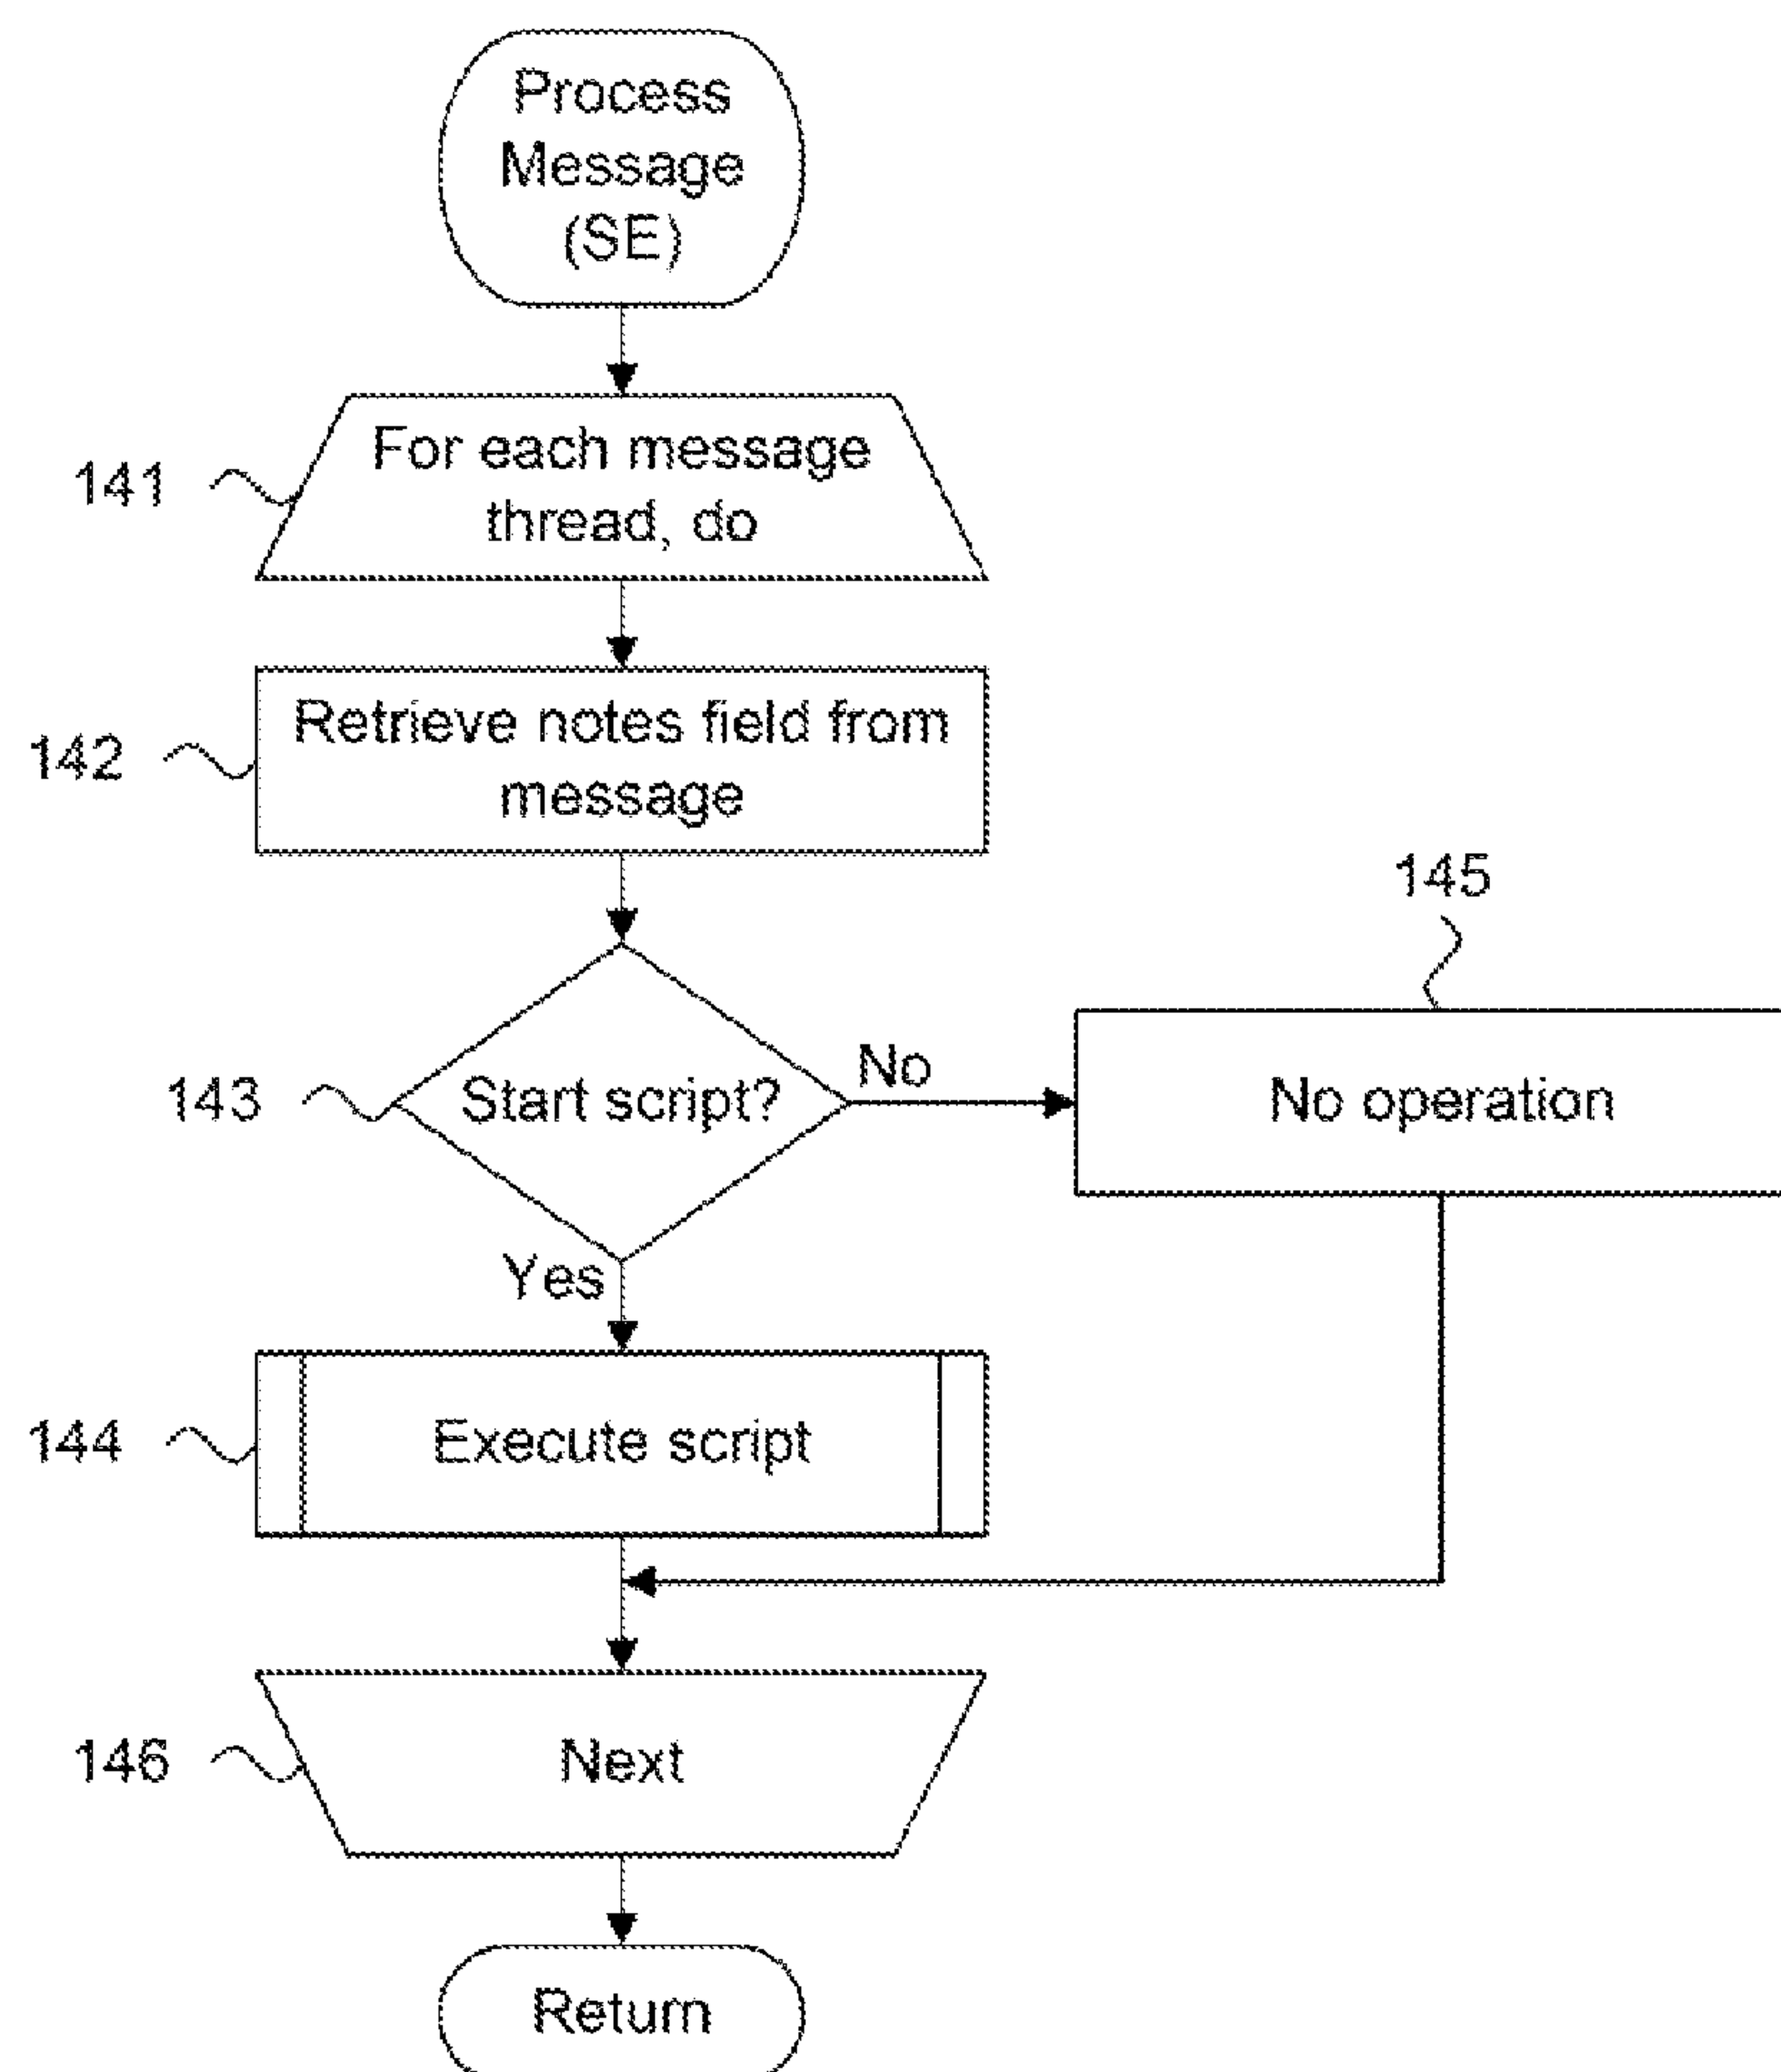 Process
Message
(SE)
141
For each message
thread, do
142
Retrieve notes field from
message
145
143
Start script?
No
No operation
Yes
144
Execute script
146
Next
Return